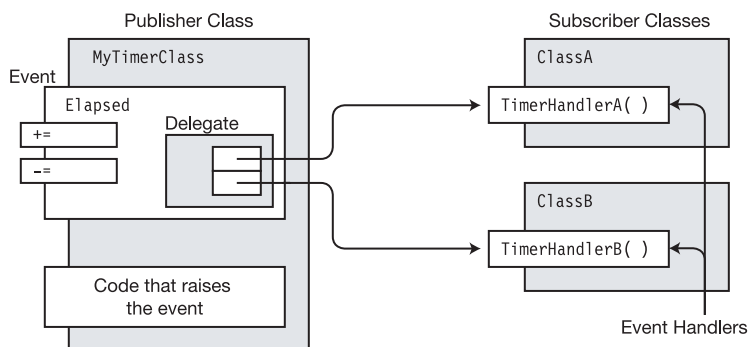 Publisher Class
Subscriber Classes
MyTimerClass
Event
Elapsed
+=
-=
Delegate
Code that raises
the event
ClassA
TimerHandlerA( )
ClassB
TimerHandlerB( )
Event Handlers